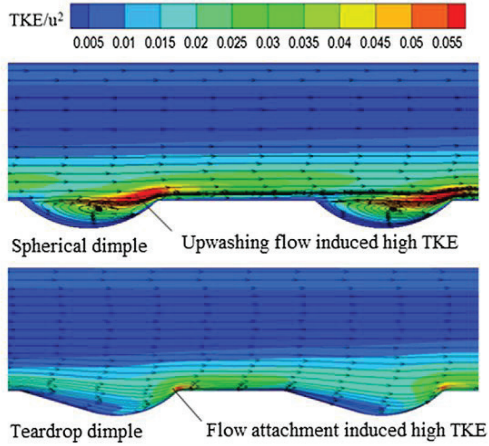 TKE/u²
0.005 0.01 0.015 0.02 0.025 0.03 0.035 0.04 0.045 0.05 0.055
Spherical dimple
Upwashing flow induced high TKE
Teardrop dimple
Flow attachment induced high TKE